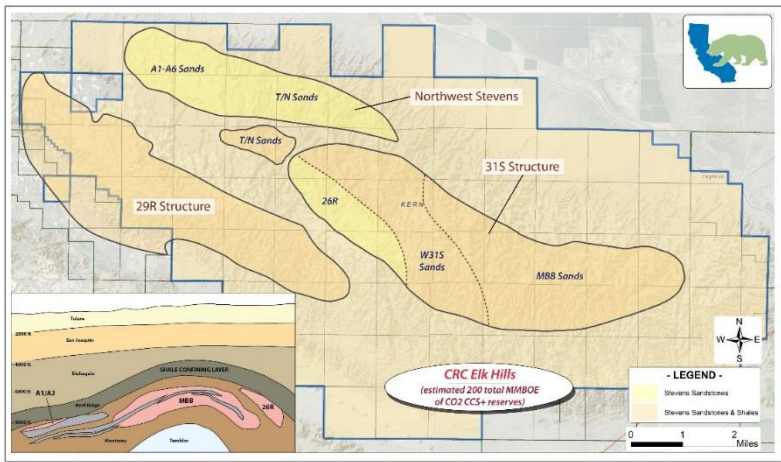 A1-A6 Sands
T/N Sands
Northwest Stevens
T/N Sands
31S Structure
29R Structure
26R
KERN
W31S
Sands
MBB Sands
Tulare
2000 ft
San Joaquin
4000 ft
Etchegoin
SHALE CONFINING LAYER
6000 ft
A1/A2
Reef Ridge
MBB
26R
8000 ft
Monterey
Temblor
CRC Elk Hills
(estimated 200 total MMBOE
of CO2 CCS+ reserves)
N
W E
S
- LEGEND -
Stevens Sandstones
Stevens Sandstones & Shales
0 1 2
Miles